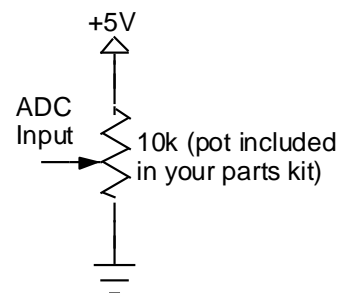 +5V
ADC
Input
10k (pot included
in your parts kit)